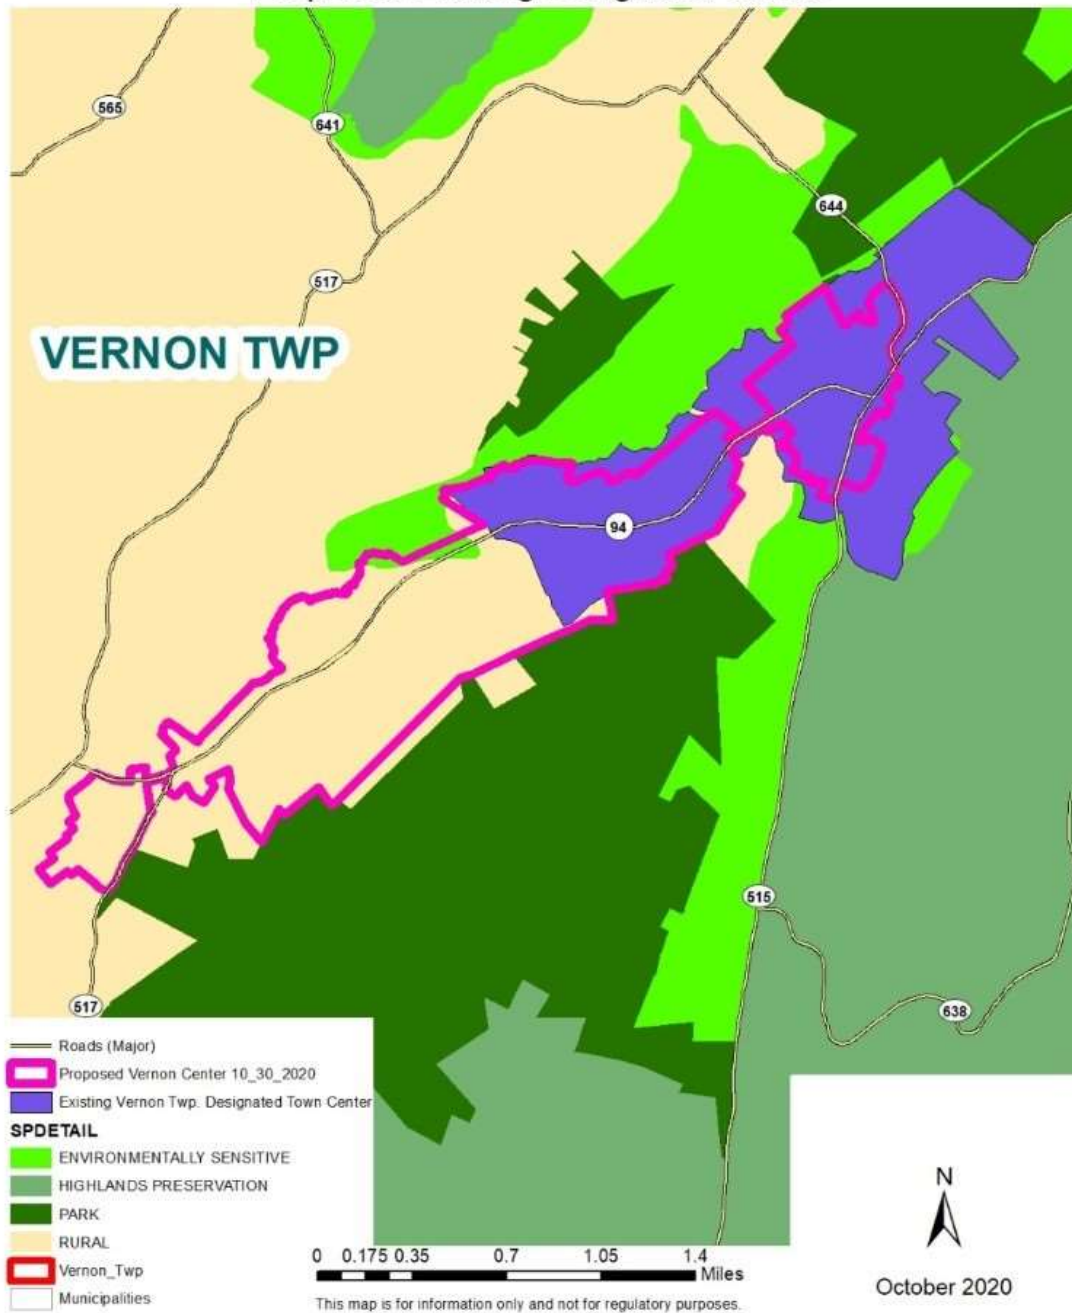 565
641
644
517
VERNON TWP
94
515
517
638
Roads (Major)
Proposed Vernon Center 10_30_2020
Existing Vernon Twp. Designated Town Center
SPDETAIL
ENVIRONMENTALLY SENSITIVE
HIGHLANDS PRESERVATION
PARK
RURAL
Vernon_Twp
Municipalities
0 0.175 0.35 0.7 1.05 1.4
Miles
This map is for information only and not for regulatory purposes.
N
October 2020